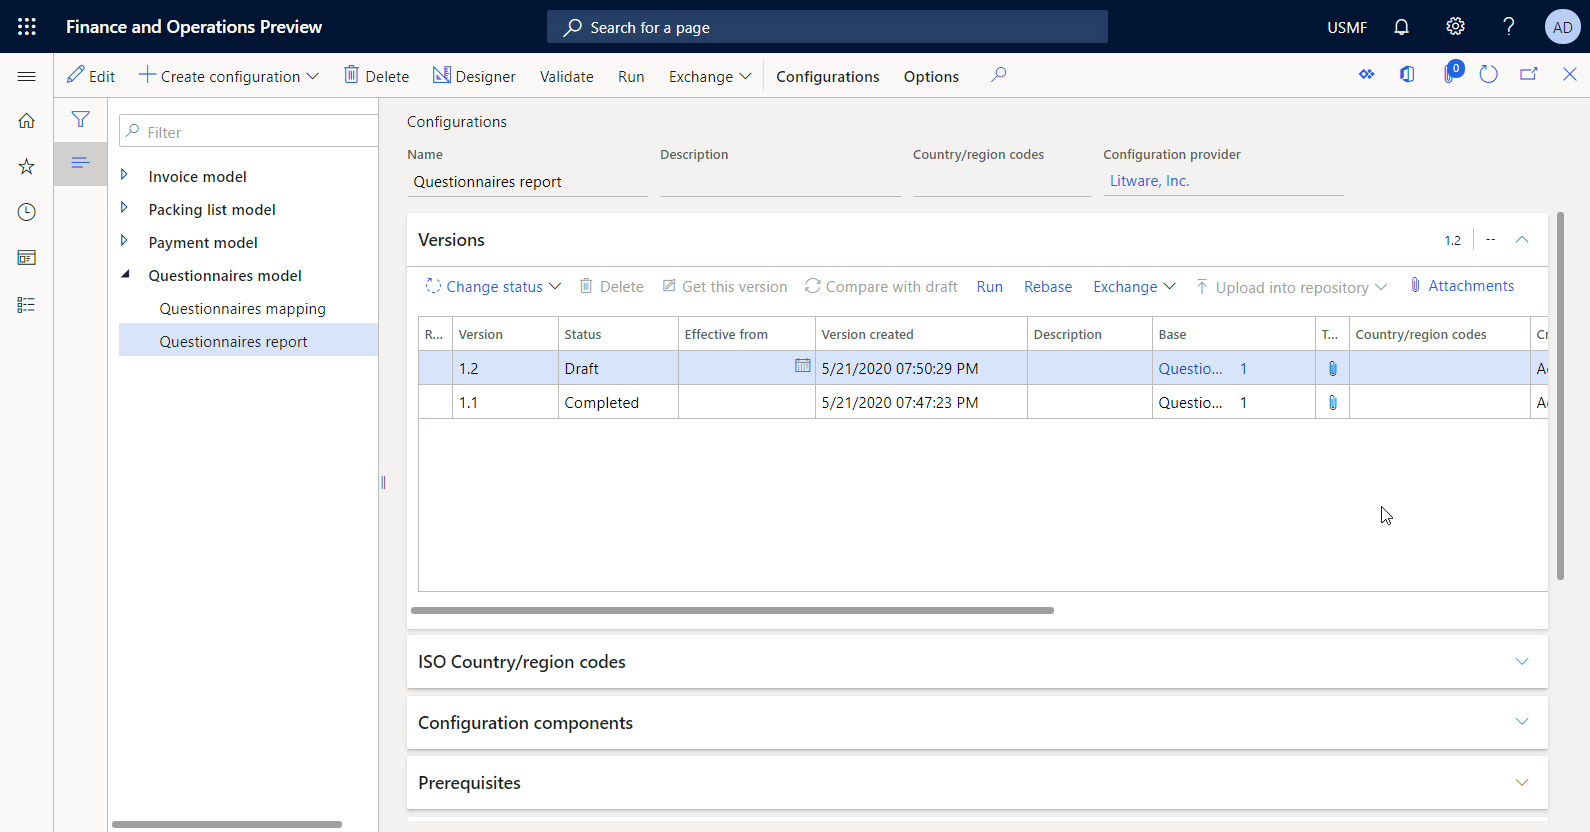 Finance and Operations Preview
Search for a page
USMF
AD
Edit
Create configuration
Delete
Designer
Validate
Run
Exchange
Configurations
Options
0
Filter
Invoice model
Packing list model
Payment model
Questionnaires model
Questionnaires mapping
Questionnaires report
Configurations
Name Description Country/region codes Configuration provider
Questionnaires report Litware, Inc.
Versions 1.2 --
Change status Delete Get this version Compare with draft Run Rebase Exchange Upload into repository Attachments
R... Version Status Effective from Version created Description Base T... Country/region codes Cr
1.2 Draft 5/21/2020 07:50:29 PM Questio... 1 A
1.1 Completed 5/21/2020 07:47:23 PM Questio... 1 A
ISO Country/region codes
Configuration components
Prerequisites